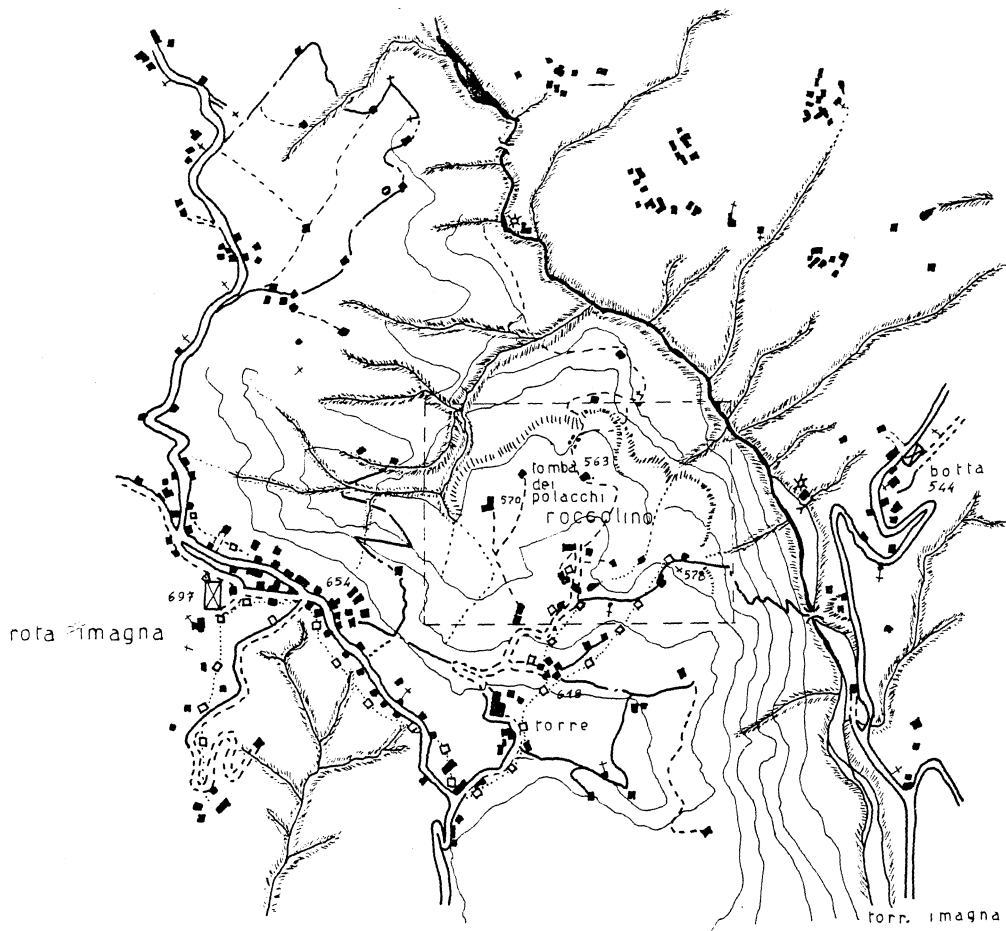 tomba 563
dei
polacchi
570
roccolino
×578
botta
544
654
697
rota imagna
648
torre
torr. imagna